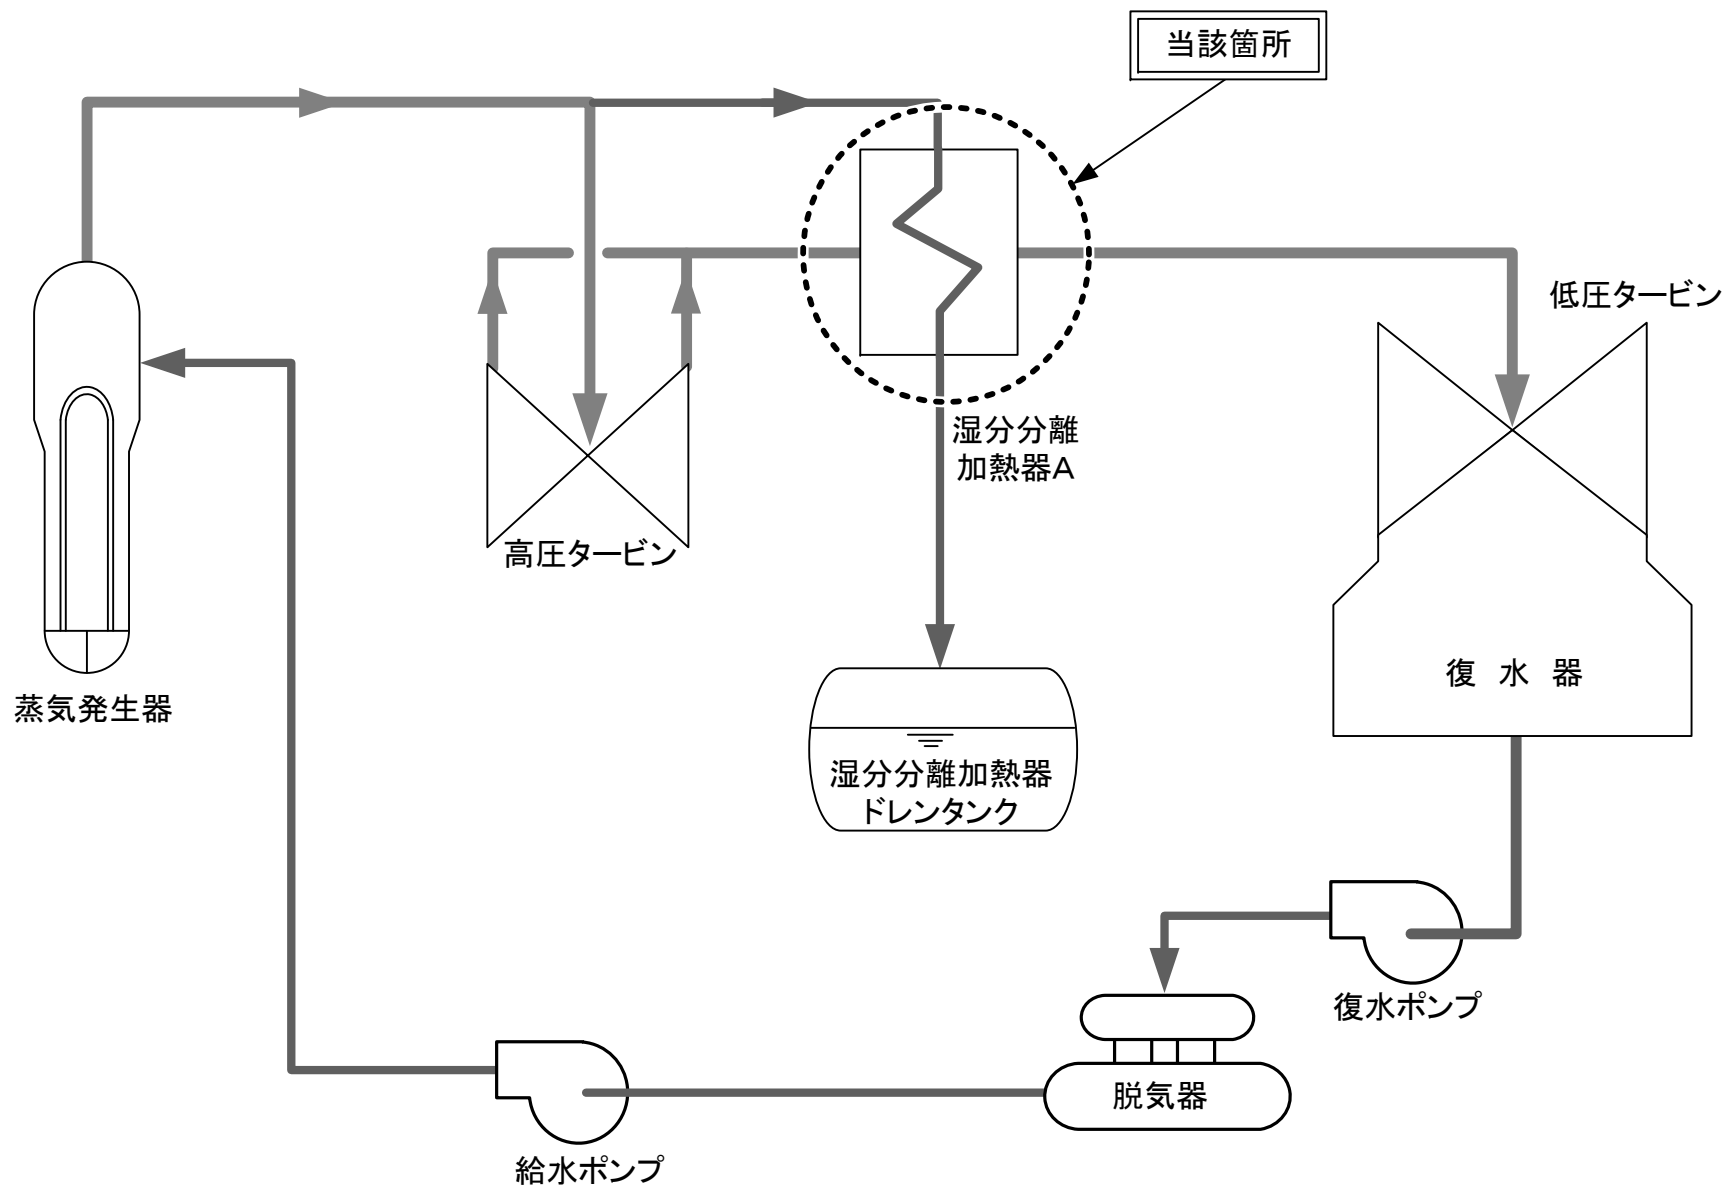 当該箇所
低圧タービン
湿分分離
加熱器A
高圧タービン
復水器
蒸気発生器
湿分分離加熱器
ドレンタンク
復水ポンプ
脱気器
給水ポンプ